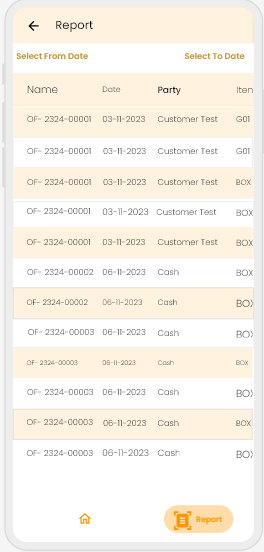 Report
Select From Date Select To Date
Name Date Party Iten
OF- 2324-00001 03-11-2023 Customer Test G01
OF- 2324-00001 03-11-2023 Customer Test G01
OF- 2324-00001 03-11-2023 Customer Test BOX
OF- 2324-00001 03-11-2023 Customer Test BOX
OF- 2324-00001 03-11-2023 Customer Test BOX
OF- 2324-00002 06-11-2023 Cash BOX
OF- 2324-00002 06-11-2023 Cash BOX
OF- 2324-00003 06-11-2023 Cash BOX
OF- 2324-00003 06-11-2023 Cash BOX
OF- 2324-00003 06-11-2023 Cash BOX
OF- 2324-00003 06-11-2023 Cash BOX
OF- 2324-00003 06-11-2023 Cash BOX
Report